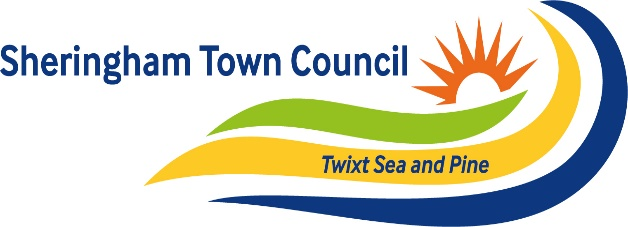 Sheringham Town Council
Twixt Sea and Pine